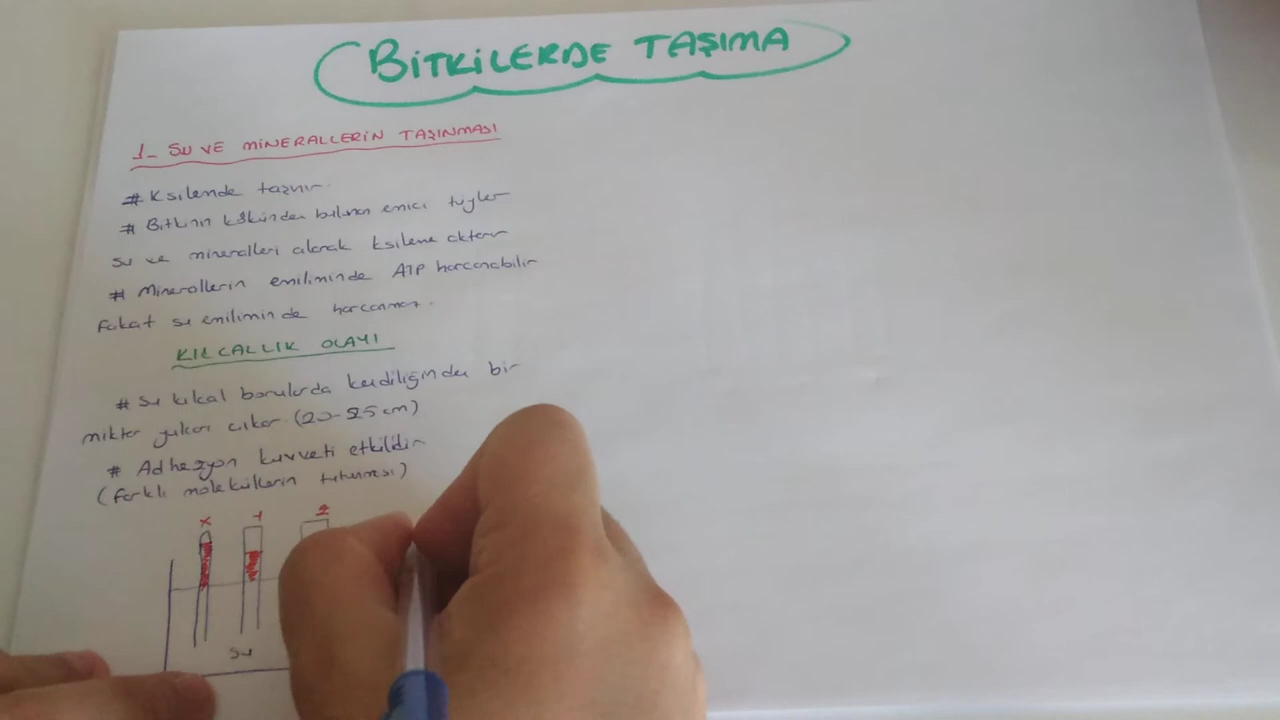 BİTKİLERDE TAŞIMA
1- SU VE MİNERALLERİN TAŞINMASI
# Ksilemde taşınır.
# Bitkinin kökünden bulunan emici tüyler
su ve mineralleri alarak ksileme aktarır
# Minerallerin emiliminde ATP harcanabilir
fakat su emiliminde harcanmaz.
KILCALLIK OLAYI
# Su kılcal borularda kendiliğinden bir
miktar yukarı çıkar. (20-25 cm)
# Adhezyon kuvveti etkilidir
(farklı moleküllerin tutunması)
X Y Z
Su